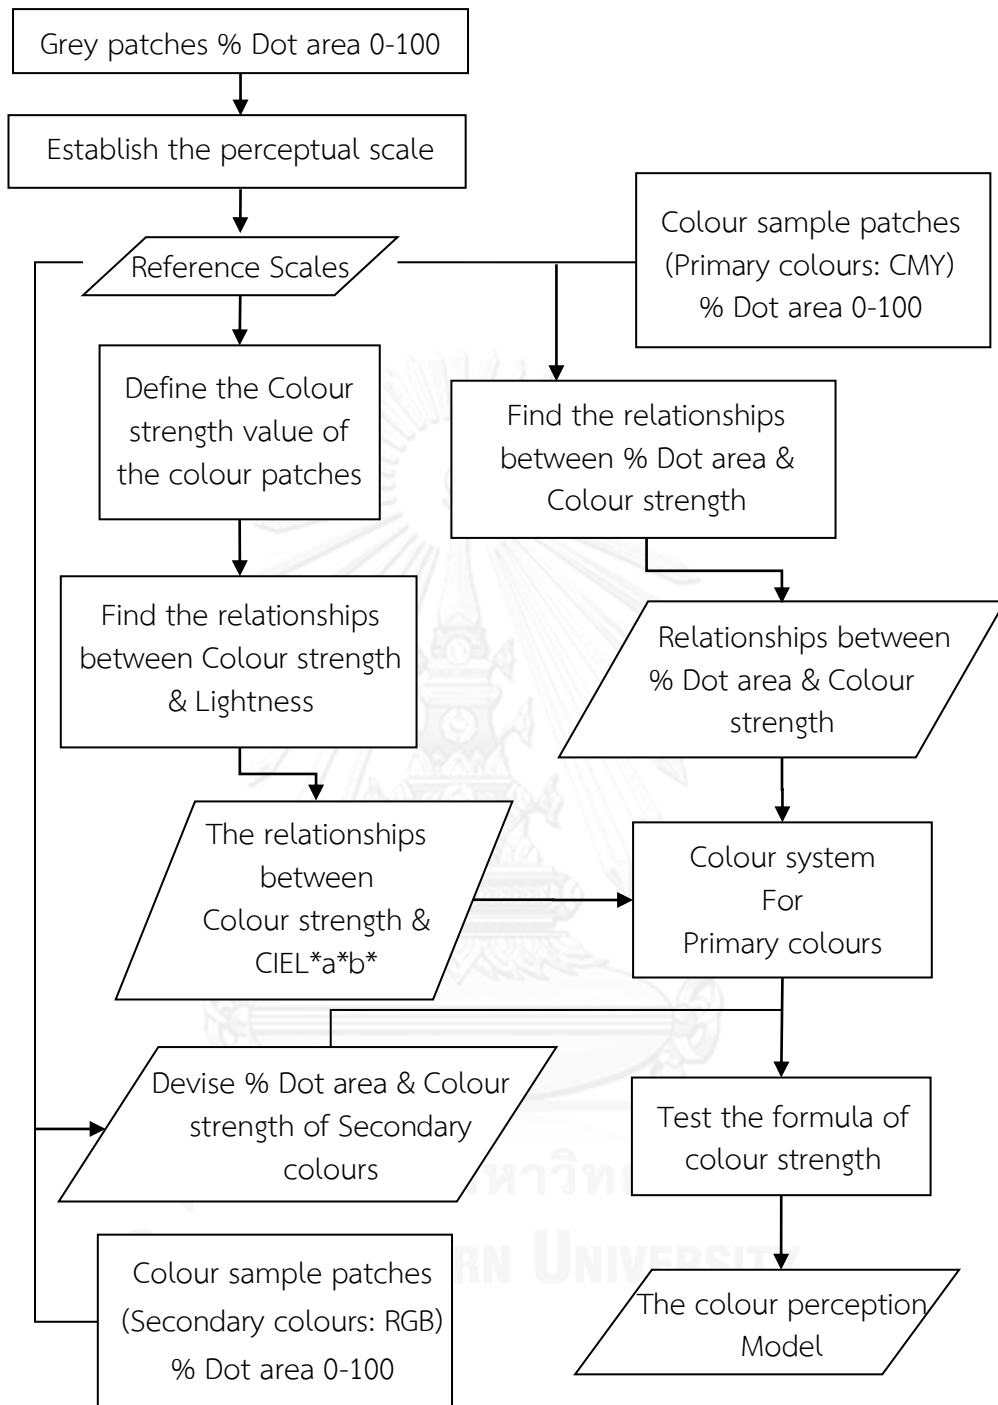 Grey patches % Dot area 0-100
Establish the perceptual scale
Reference Scales
Colour sample patches
(Primary colours: CMY)
% Dot area 0-100
Define the Colour
strength value of
the colour patches
Find the relationships
between % Dot area &
Colour strength
Find the relationships
between Colour strength
& Lightness
Relationships between
% Dot area & Colour
strength
The relationships
between
Colour strength &
CIEL*a*b*
Colour system
For
Primary colours
Devise % Dot area & Colour
strength of Secondary
colours
Test the formula of
colour strength
Colour sample patches
(Secondary colours: RGB)
% Dot area 0-100
The colour perception
Model
UNIVERSITY